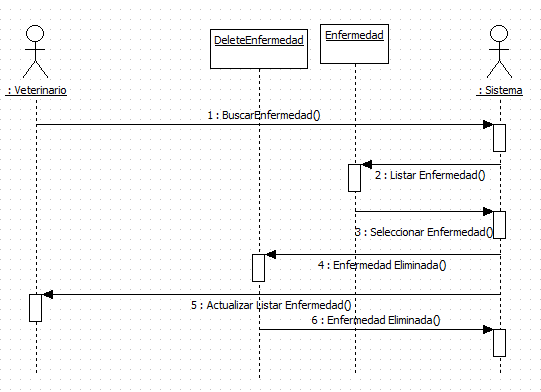 DeleteEnfermedad
Enfermedad
: Veterinario
: Sistema
1 : BuscarEnfermedad()
2 : Listar Enfermedad()
3 : Seleccionar Enfermedad()
4 : Enfermedad Eliminada()
5 : Actualizar Listar Enfermedad()
6 : Enfermedad Eliminada()